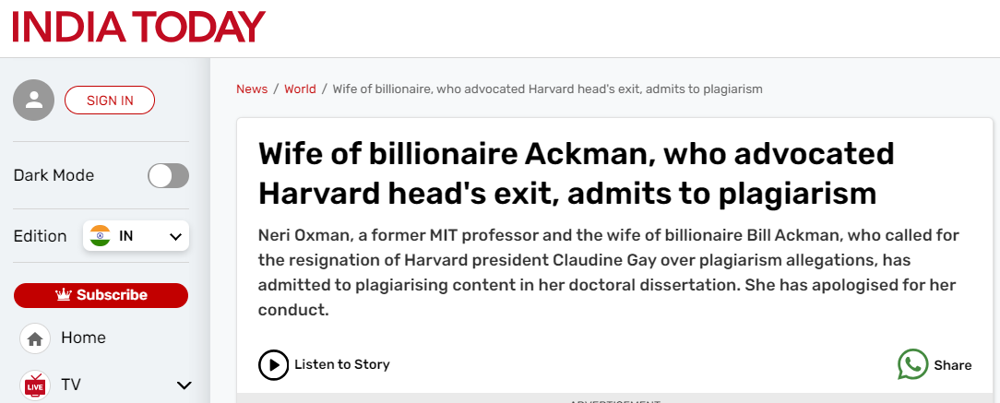 INDIA TODAY
SIGN IN
Dark Mode
Edition IN
Subscribe
Home
LIVE
TV
News / World / Wife of billionaire, who advocated Harvard head's exit, admits to plagiarism
Wife of billionaire Ackman, who advocated
Harvard head's exit, admits to plagiarism
Neri Oxman, a former MIT professor and the wife of billionaire Bill Ackman, who called for
the resignation of Harvard president Claudine Gay over plagiarism allegations, has
admitted to plagiarising content in her doctoral dissertation. She has apologised for her
conduct.
Listen to Story
Share
ADVERTISEMENT